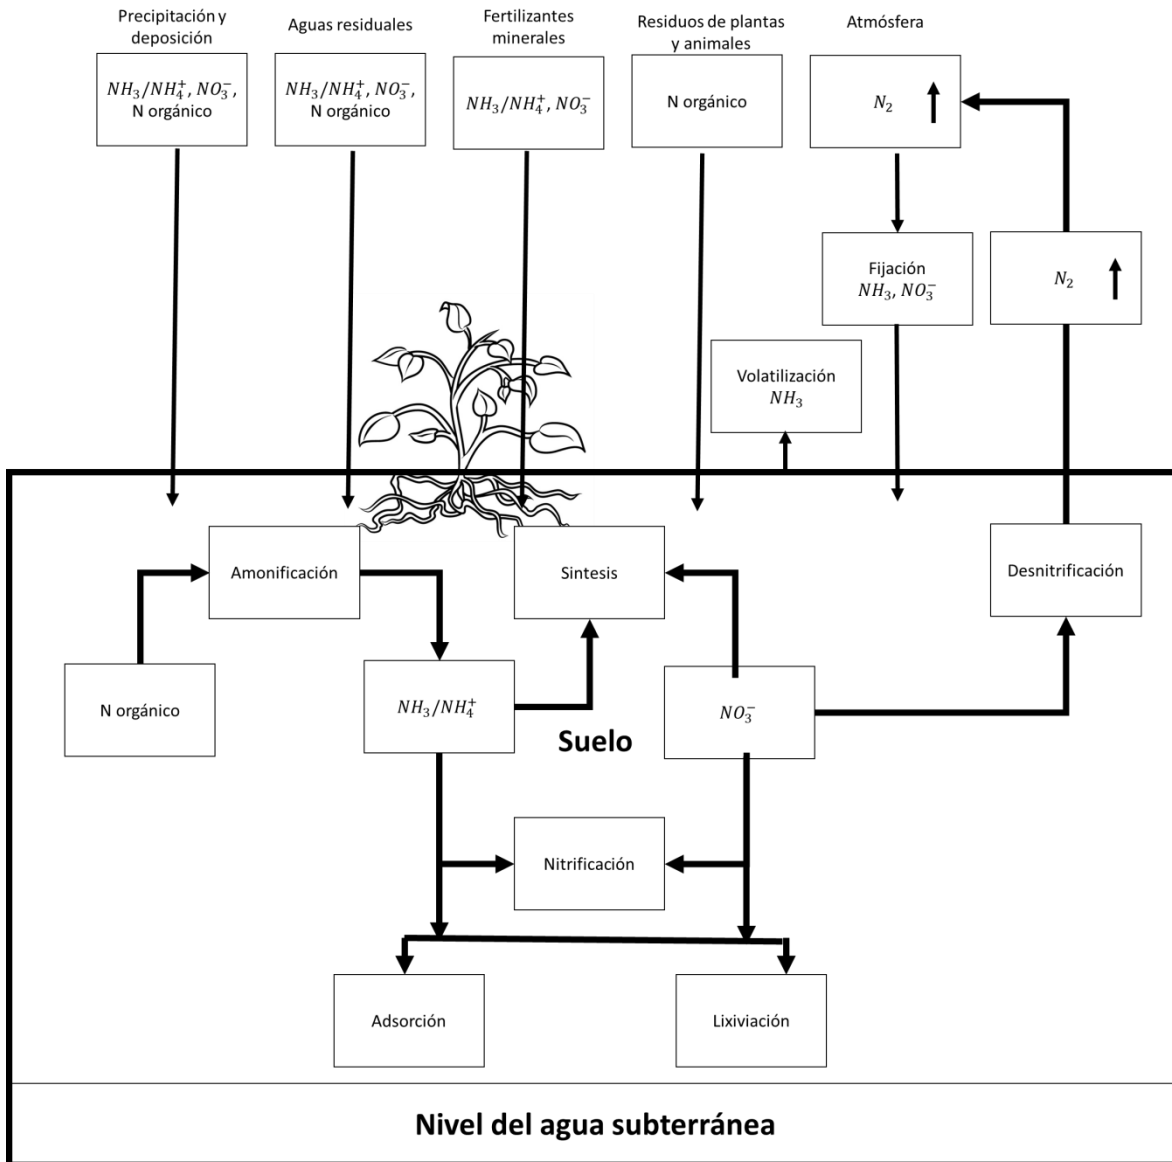 Precipitación y
deposición
Aguas residuales
Fertilizantes
minerales
Residuos de plantas
y animales
Atmósfera
NH₃/NH₄⁺, NO₃⁻,
N orgánico
NH₃/NH₄⁺, NO₃⁻,
N orgánico
NH₃/NH₄⁺, NO₃⁻
N orgánico
N₂
Fijación
NH₃, NO₃⁻
N₂
Volatilización
NH₃
Amonificación
Sintesis
Desnitrificación
N orgánico
NH₃/NH₄⁺
NO₃⁻
Suelo
Nitrificación
Adsorción
Lixiviación
Nivel del agua subterránea